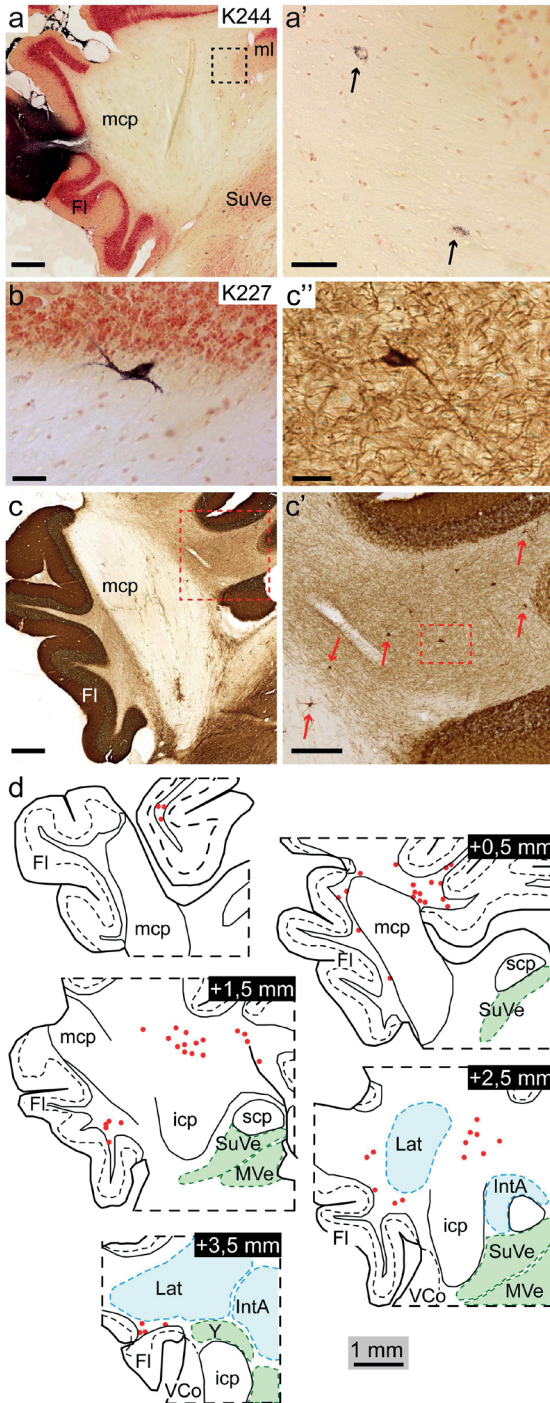 a K244
ml
mcp
Fl
SuVe
a'
b K227
c''
c
mcp
Fl
c'
d
Fl
mcp
+0,5 mm
mcp
Fl
scp
SuVe
+1,5 mm
mcp
Fl
icp
scp
SuVe
MVe
+2,5 mm
Lat
IntA
Fl
icp
SuVe
VCo
MVe
+3,5 mm
Lat
IntA
Y
Fl
VCo
icp
1 mm